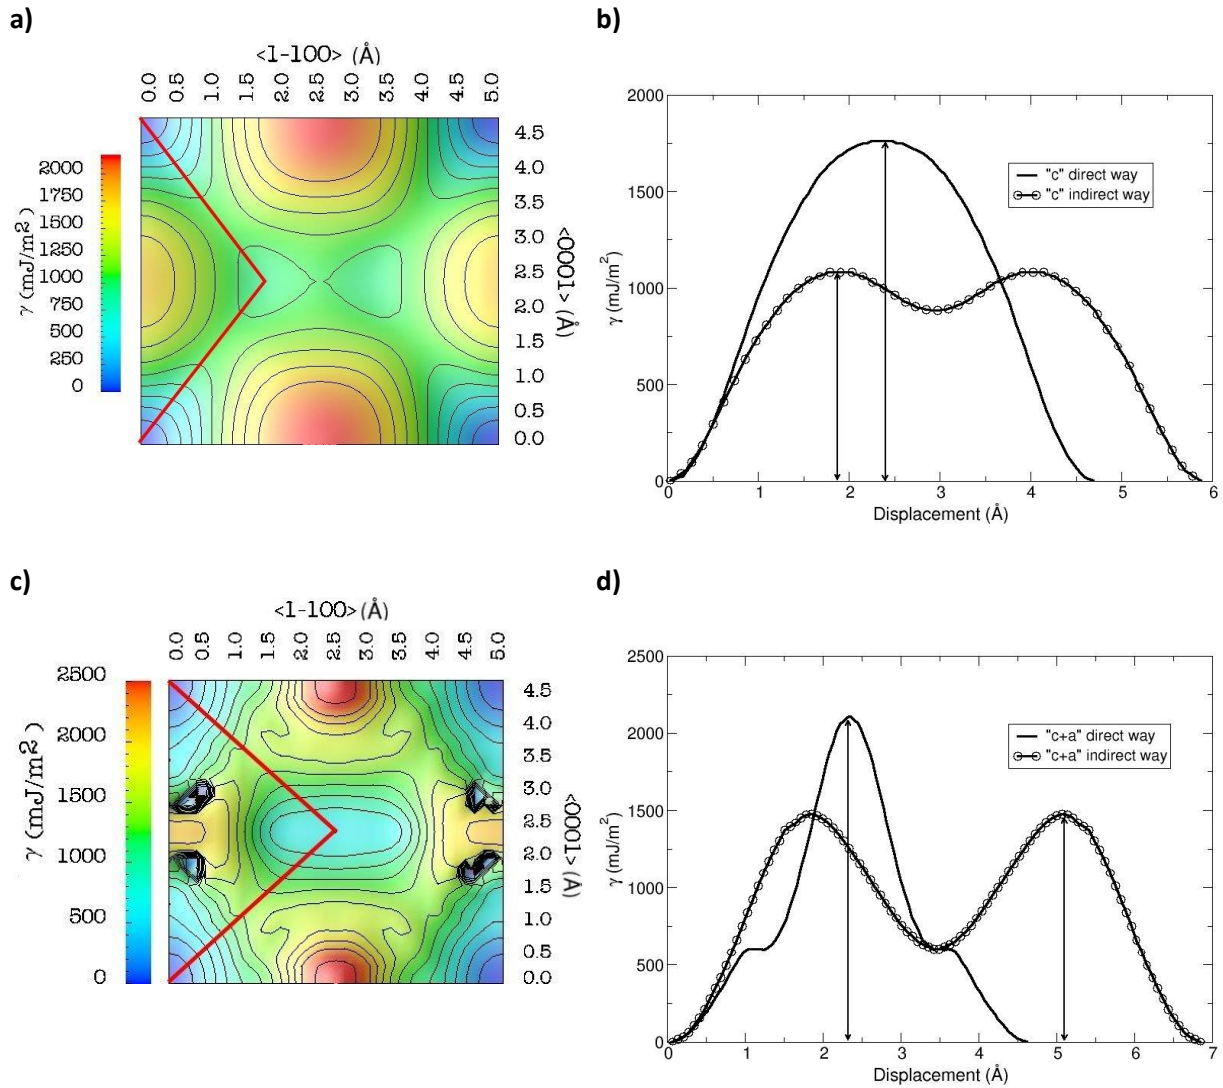 a)
<1-100> (Å)
0.0 0.5 1.0 1.5 2.0 2.5 3.0 3.5 4.0 5.0
γ (mJ/m²)
2000
1750
1500
1250
1000
750
500
250
0
4.5
4.0
3.5
3.0
2.5
2.0
1.5
1.0
0.5
0.0
<0001> (Å)
b)
2000
1500
1000
500
0
γ (mJ/m²)
"c" direct way
"c" indirect way
0 1 2 3 4 5 6
Displacement (Å)
c)
<1-100> (Å)
0.0 0.5 1.0 1.5 2.0 2.5 3.0 3.5 4.0 5.0
γ (mJ/m²)
2500
2000
1500
1000
500
0
4.5
4.0
3.5
3.0
2.5
2.0
1.5
1.0
0.5
0.0
<0001> (Å)
d)
2500
2000
1500
1000
500
0
γ (mJ/m²)
"c+a" direct way
"c+a" indirect way
0 1 2 3 4 5 6 7
Displacement (Å)